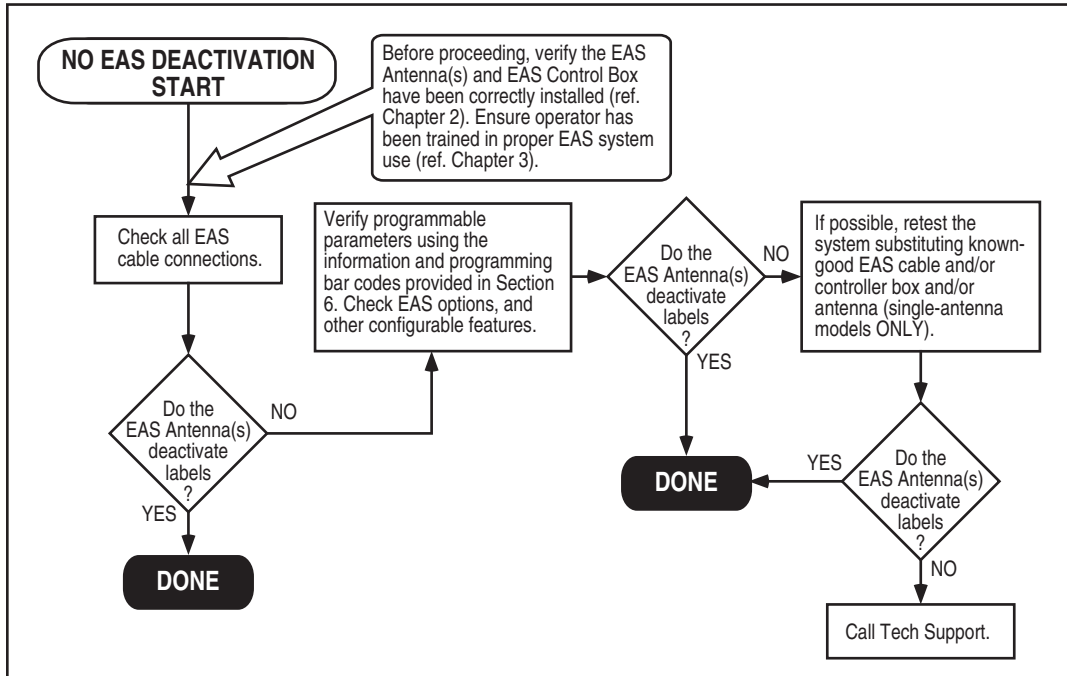 NO EAS DEACTIVATION
START
Before proceeding, verify the EAS
Antenna(s) and EAS Control Box
have been correctly installed (ref.
Chapter 2). Ensure operator has
been trained in proper EAS system
use (ref. Chapter 3).
Check all EAS
cable connections.
Do the
EAS Antenna(s)
deactivate
labels
?
NO
YES
DONE
Verify programmable
parameters using the
information and programming
bar codes provided in Section
6. Check EAS options, and
other configurable features.
Do the
EAS Antenna(s)
deactivate
labels
?
NO
YES
DONE
If possible, retest the
system substituting known-
good EAS cable and/or
controller box and/or
antenna (single-antenna
models ONLY).
Do the
EAS Antenna(s)
deactivate
labels
?
YES
NO
Call Tech Support.